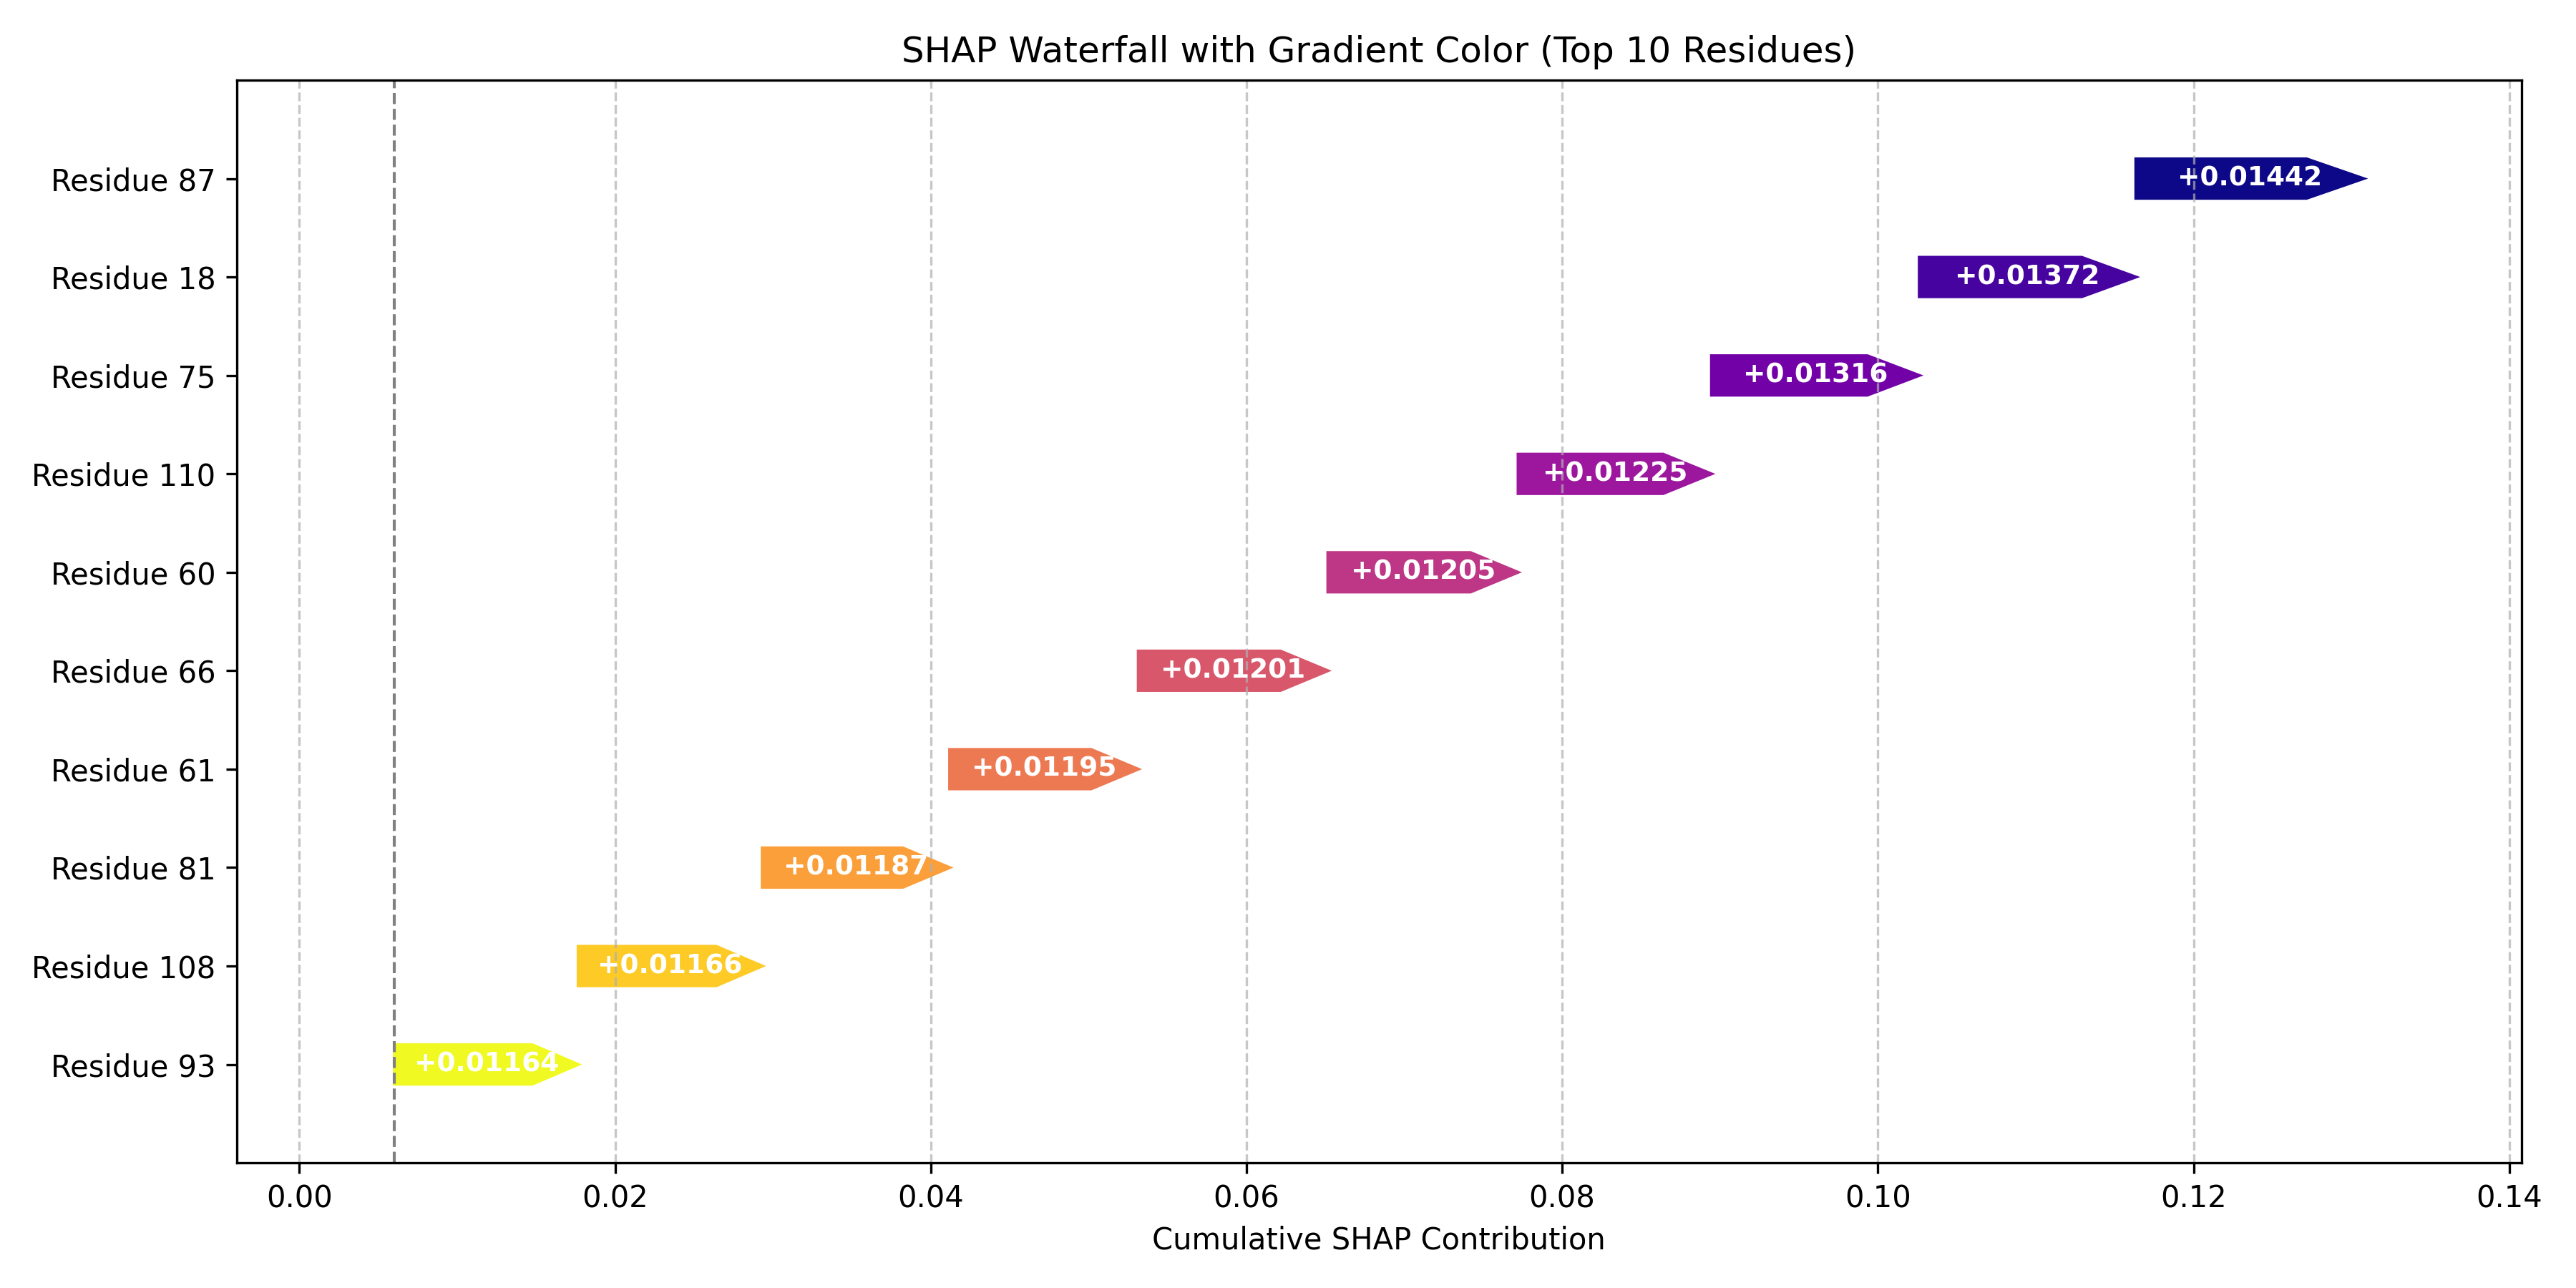 SHAP Waterfall with Gradient Color (Top 10 Residues)
Residue 87
+0.01442
Residue 18
+0.01372
Residue 75
+0.01316
Residue 110
+0.01225
Residue 60
+0.01205
Residue 66
+0.01201
Residue 61
+0.01195
Residue 81
+0.01187
Residue 108
+0.01166
Residue 93
+0.01164
0.00 0.02 0.04 0.06 0.08 0.10 0.12 0.14
Cumulative SHAP Contribution